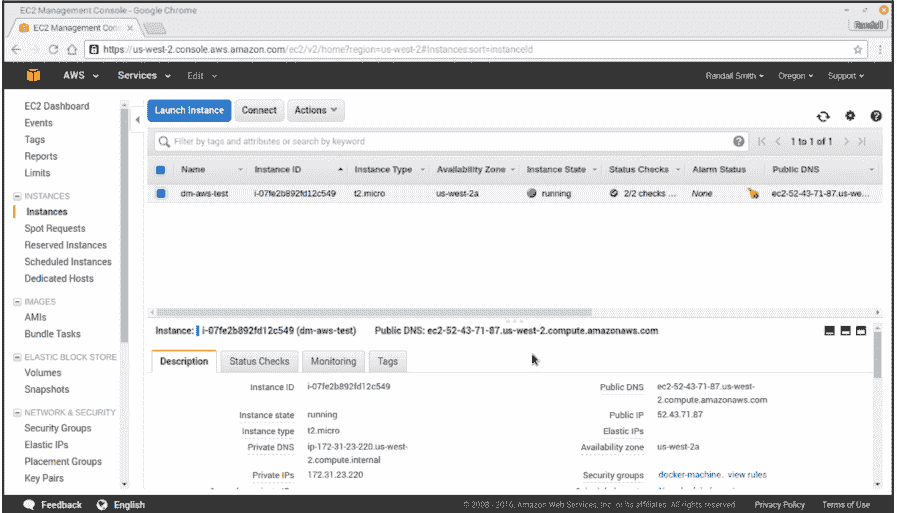 EC2 Management Console - Google Chrome
EC2 Management Con
Randall
https://us-west-2.console.aws.amazon.com/ec2/v2/home?region=us-west-2#Instances:sort=instanceId
AWS Services Edit Randall Smith Oregon Support
EC2 Dashboard
Events
Tags
Reports
Limits
INSTANCES
Instances
Spot Requests
Reserved Instances
Scheduled Instances
Dedicated Hosts
IMAGES
AMIs
Bundle Tasks
ELASTIC BLOCK STORE
Volumes
Snapshots
NETWORK & SECURITY
Security Groups
Elastic IPs
Placement Groups
Key Pairs
Launch Instance Connect Actions
Filter by tags and attributes or search by keyword 1 to 1 of 1
Name Instance ID Instance Type Availability Zone Instance State Status Checks Alarm Status Public DNS
dm-aws-test i-07fe2b892fd12c549 t2.micro us-west-2a running 2/2 checks ... None ec2-52-43-71-87.us-we...
Instance: i-07fe2b892fd12c549 (dm-aws-test) Public DNS: ec2-52-43-71-87.us-west-2.compute.amazonaws.com
Description Status Checks Monitoring Tags
Instance ID i-07fe2b892fd12c549 Public DNS ec2-52-43-71-87.us-west-
2.compute.amazonaws.com
Instance state running Public IP 52.43.71.87
Instance type t2.micro Elastic IPs
Private DNS ip-172-31-23-220.us-west- Availability zone us-west-2a
2.compute.internal
Private IPs 172.31.23.220 Security groups docker-machine. view rules
Feedback English © 2008 - 2016, Amazon Web Services, Inc. or its affiliates. All rights reserved. Privacy Policy Terms of Use